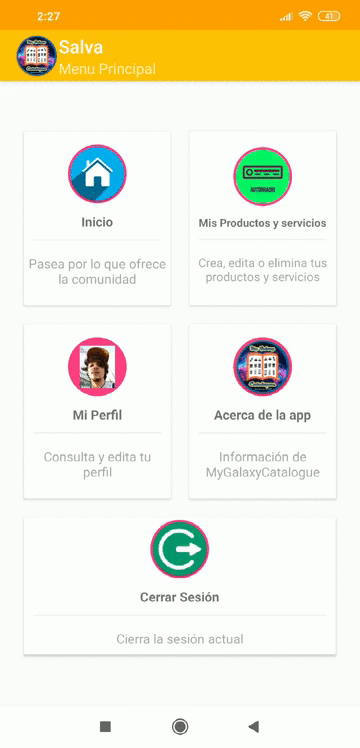 2:27
41
Salva
Menu Principal
Inicio
Pasea por lo que ofrece
la comunidad
AUTORRADIO
Mis Productos y servicios
Crea, edita o elimina tus
productos y servicios
Mi Perfil
Consulta y edita tu
perfil
Acerca de la app
Información de
MyGalaxyCatalogue
Cerrar Sesión
Cierra la sesión actual